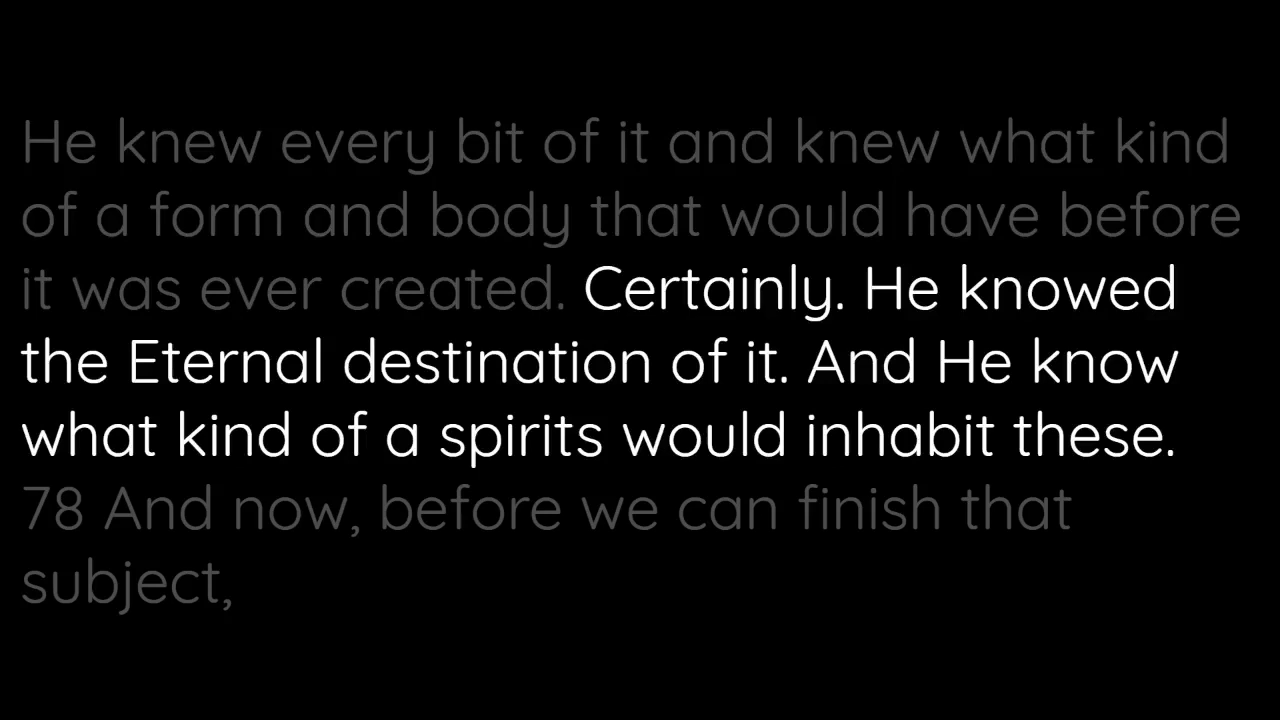 He knew every bit of it and knew what kind
of a form and body that would have before
it was ever created. Certainly. He knowed
the Eternal destination of it. And He know
what kind of a spirits would inhabit these.
78 And now, before we can finish that
subject,